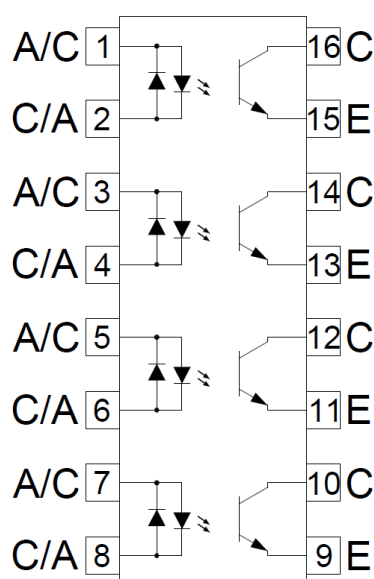 A/C 1 16 C
C/A 2 15 E
A/C 3 14 C
C/A 4 13 E
A/C 5 12 C
C/A 6 11 E
A/C 7 10 C
C/A 8 9 E